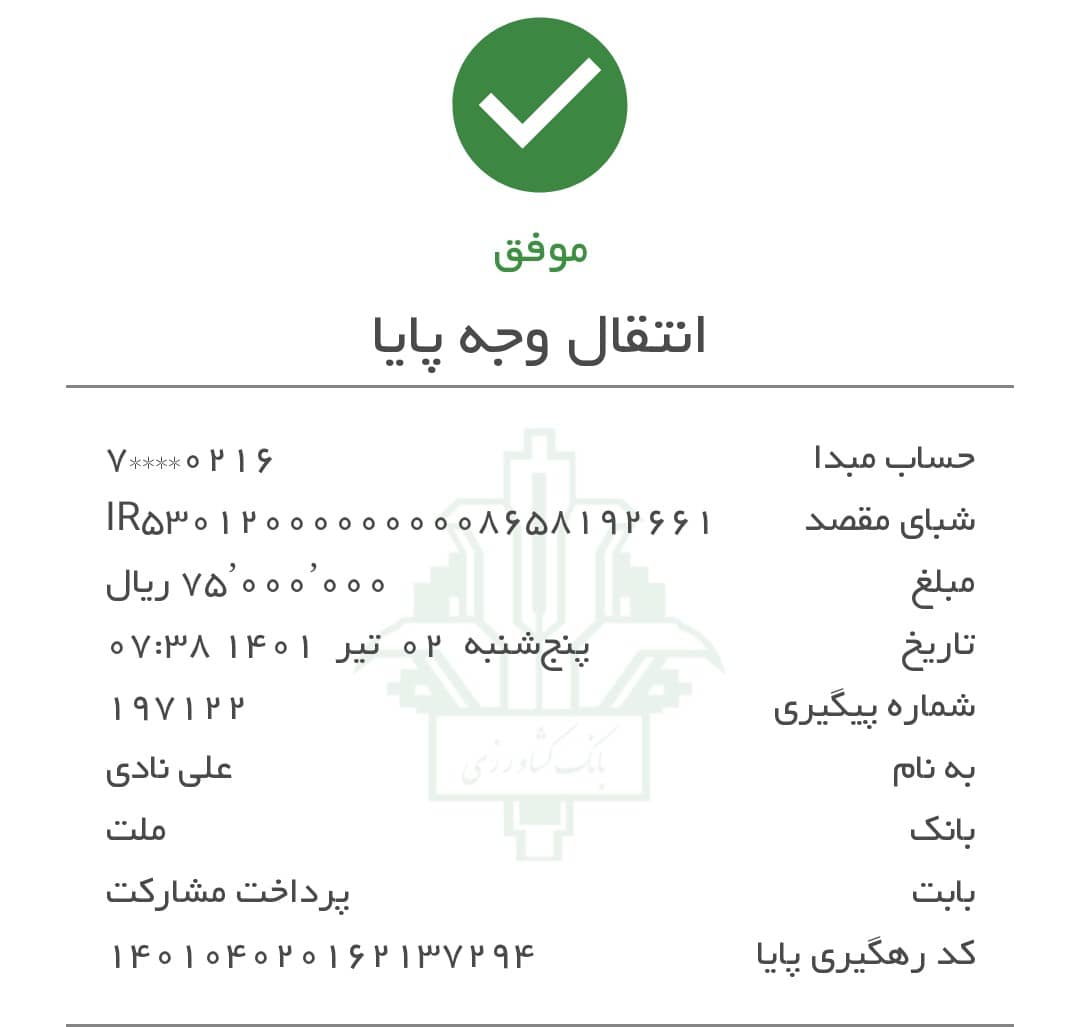 موفق
انتقال وجه پایا
حساب مبدا ۷****۰۲۱۶
شبای مقصد IR۵۳۰۱۲۰۰۰۰۰۰۰۰۰۸۶۵۸۱۹۲۶۶۱
مبلغ ۷۵٬۰۰۰٬۰۰۰ ریال
تاریخ پنج‌شنبه ۰۲ تیر ۱۴۰۱ ۰۷:۳۸
شماره پیگیری ۱۹۷۱۲۲
به نام علی نادی
بانک ملت
بانک کشاورزی
بابت پرداخت مشارکت
کد رهگیری پایا ۱۴۰۱۰۴۰۲۰۱۶۲۱۳۷۲۹۴